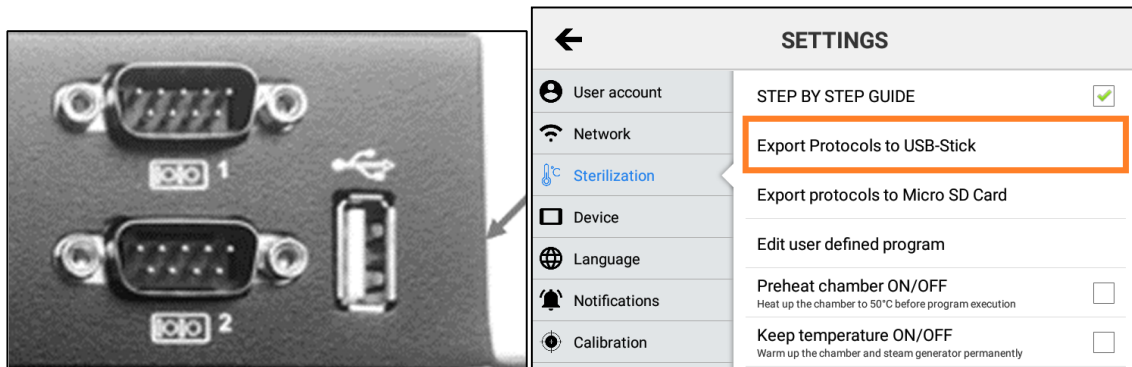 1
2
SETTINGS
User account
Network
°C
Sterilization
Device
Language
Notifications
Calibration
STEP BY STEP GUIDE
Export Protocols to USB-Stick
Export protocols to Micro SD Card
Edit user defined program
Preheat chamber ON/OFF
Heat up the chamber to 50°C before program execution
Keep temperature ON/OFF
Warm up the chamber and steam generator permanently